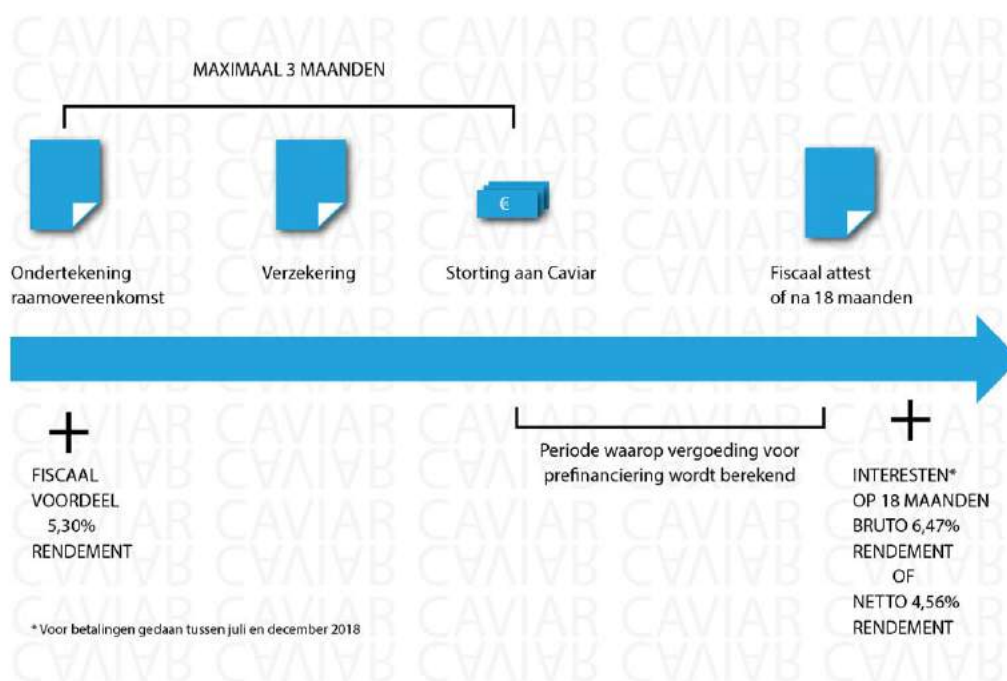 MAXIMAAL 3 MAANDEN
€
Ondertekening
raamovereenkomst
Verzekering
Storting aan Caviar
Fiscaal attest
of na 18 maanden
FISCAAL
VOORDEEL
5,30%
RENDEMENT
Periode waarop vergoeding voor
prefinanciering wordt berekend
INTERESTEN*
OP 18 MAANDEN
BRUTO 6,47%
RENDEMENT
OF
NETTO 4,56%
RENDEMENT
* Voor betalingen gedaan tussen juli en december 2018
CAVIAR